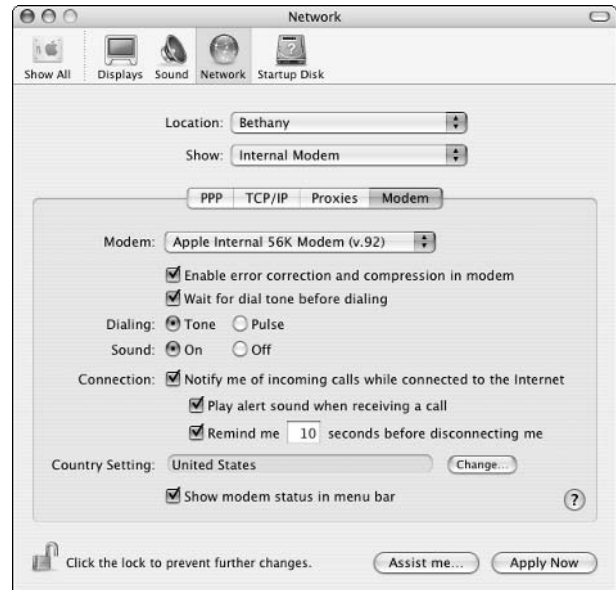 Network
Show All Displays Sound Network Startup Disk
Location: Bethany
Show: Internal Modem
PPP TCP/IP Proxies Modem
Modem: Apple Internal 56K Modem (v.92)
Enable error correction and compression in modem
Wait for dial tone before dialing
Dialing: Tone Pulse
Sound: On Off
Connection: Notify me of incoming calls while connected to the Internet
Play alert sound when receiving a call
Remind me 10 seconds before disconnecting me
Country Setting: United States Change...
Show modem status in menu bar ?
Click the lock to prevent further changes. Assist me... Apply Now